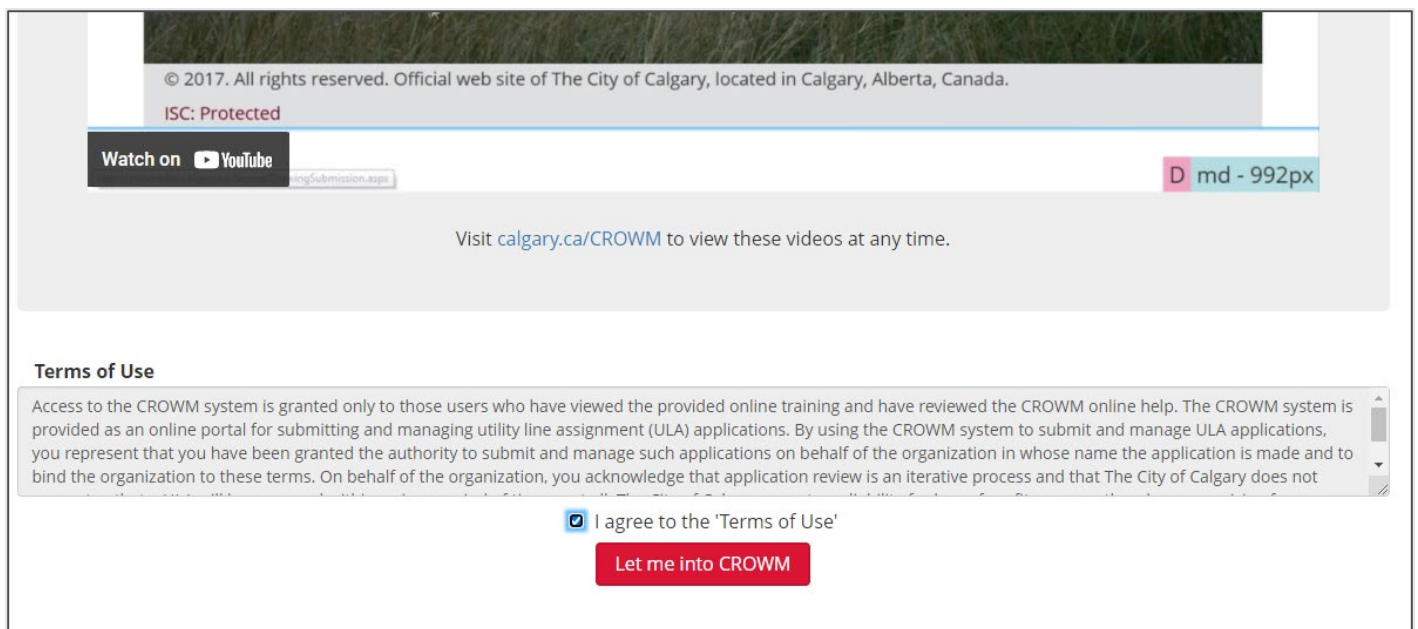 © 2017. All rights reserved. Official web site of The City of Calgary, located in Calgary, Alberta, Canada.
ISC: Protected
Watch on YouTube
ingSubmission.aspx
D md - 992px
Visit calgary.ca/CROWM to view these videos at any time.
Terms of Use
Access to the CROWM system is granted only to those users who have viewed the provided online training and have reviewed the CROWM online help. The CROWM system is
provided as an online portal for submitting and managing utility line assignment (ULA) applications. By using the CROWM system to submit and manage ULA applications,
you represent that you have been granted the authority to submit and manage such applications on behalf of the organization in whose name the application is made and to
bind the organization to these terms. On behalf of the organization, you acknowledge that application review is an iterative process and that The City of Calgary does not
I agree to the 'Terms of Use'
Let me into CROWM